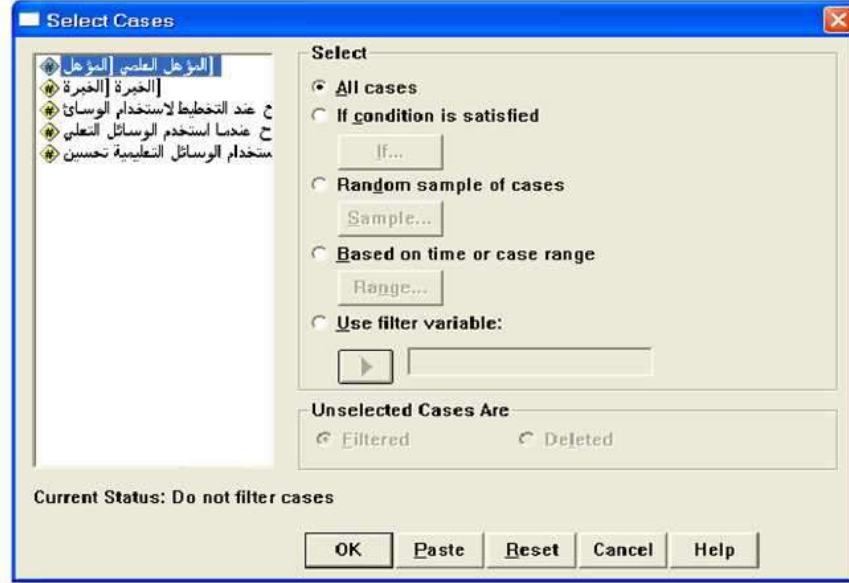 Select Cases
المؤهل العلمي [المؤهل]
الخبرة [الخبرة]
ح عند التخطيط لاستخدام الوسائ
ح عندما استخدم الوسائل التعلي
ستخدام الوسائل التعليمية تحسين
Select
All cases
If condition is satisfied
If...
Random sample of cases
Sample...
Based on time or case range
Range...
Use filter variable:
Unselected Cases Are
Filtered
Deleted
Current Status: Do not filter cases
OK
Paste
Reset
Cancel
Help